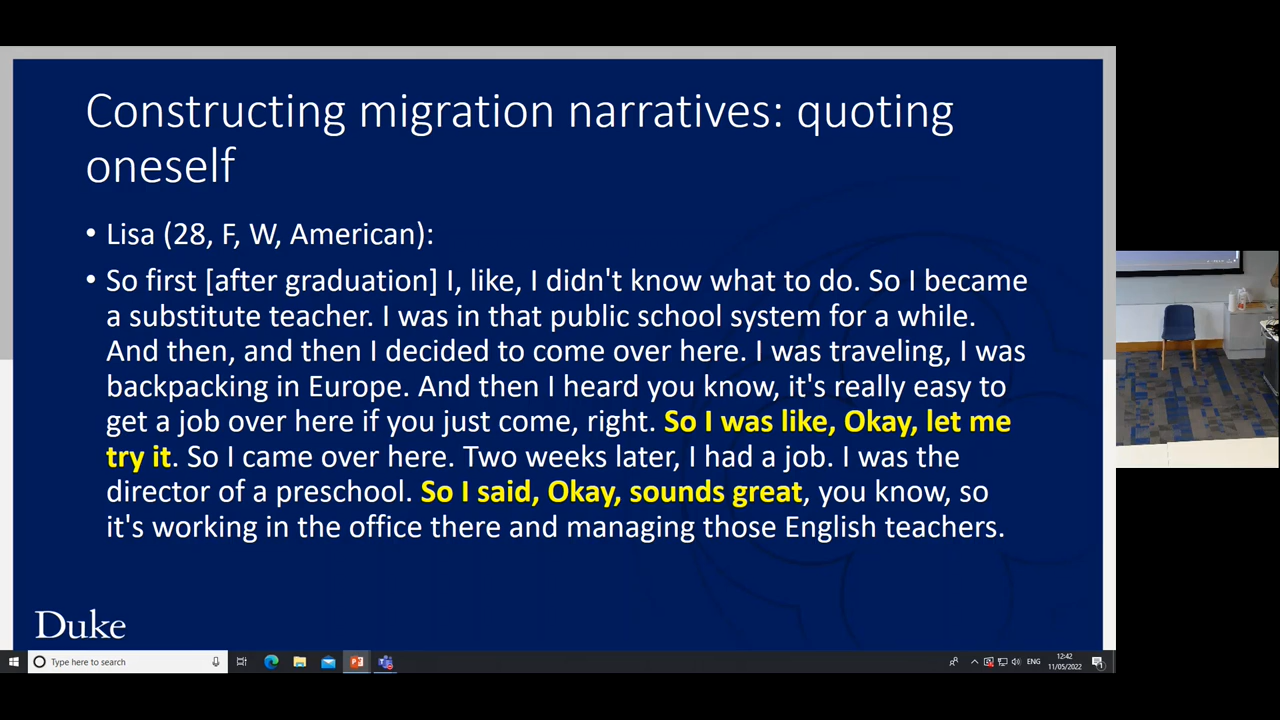 Constructing migration narratives: quoting
oneself
• Lisa (28, F, W, American):
• So first [after graduation] I, like, I didn't know what to do. So I became
a substitute teacher. I was in that public school system for a while.
And then, and then I decided to come over here. I was traveling, I was
backpacking in Europe. And then I heard you know, it's really easy to
get a job over here if you just come, right. So I was like, Okay, let me
try it. So I came over here. Two weeks later, I had a job. I was the
director of a preschool. So I said, Okay, sounds great, you know, so
it's working in the office there and managing those English teachers.
Duke
Type here to search
ENG
12:42
11/05/2022